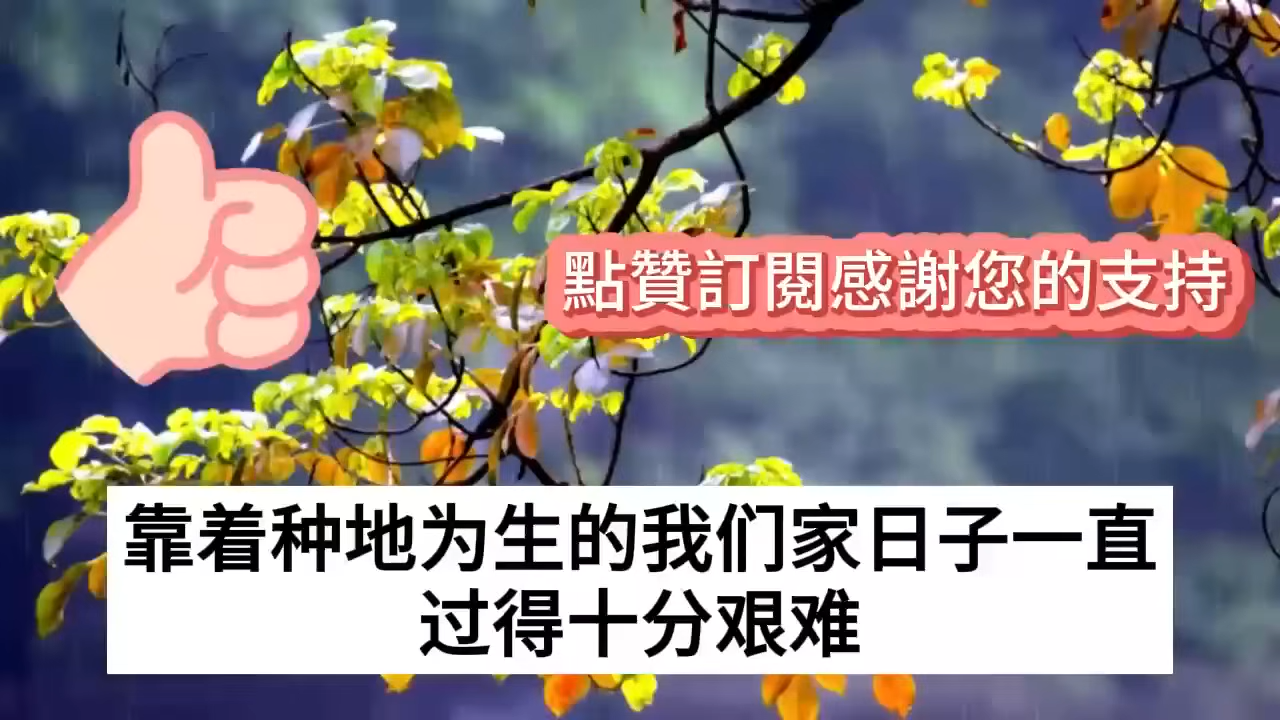 點贊訂閱感謝您的支持
靠着种地为生的我们家日子一直
过得十分艰难